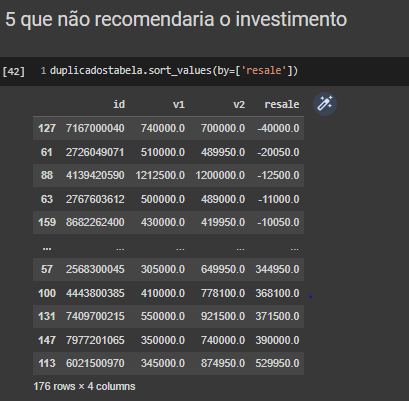 5 que não recomendaria o investimento
[42] 1 duplicadostabela.sort_values(by=['resale'])
id v1 v2 resale
127 7167000040 740000.0 700000.0 -40000.0
61 2726049071 510000.0 489950.0 -20050.0
88 4139420590 1212500.0 1200000.0 -12500.0
63 2767603612 500000.0 489000.0 -11000.0
159 8682262400 430000.0 419950.0 -10050.0
... ... ... ... ...
57 2568300045 305000.0 649950.0 344950.0
100 4443800385 410000.0 778100.0 368100.0
131 7409700215 550000.0 921500.0 371500.0
147 7977201065 350000.0 740000.0 390000.0
113 6021500970 345000.0 874950.0 529950.0
176 rows × 4 columns